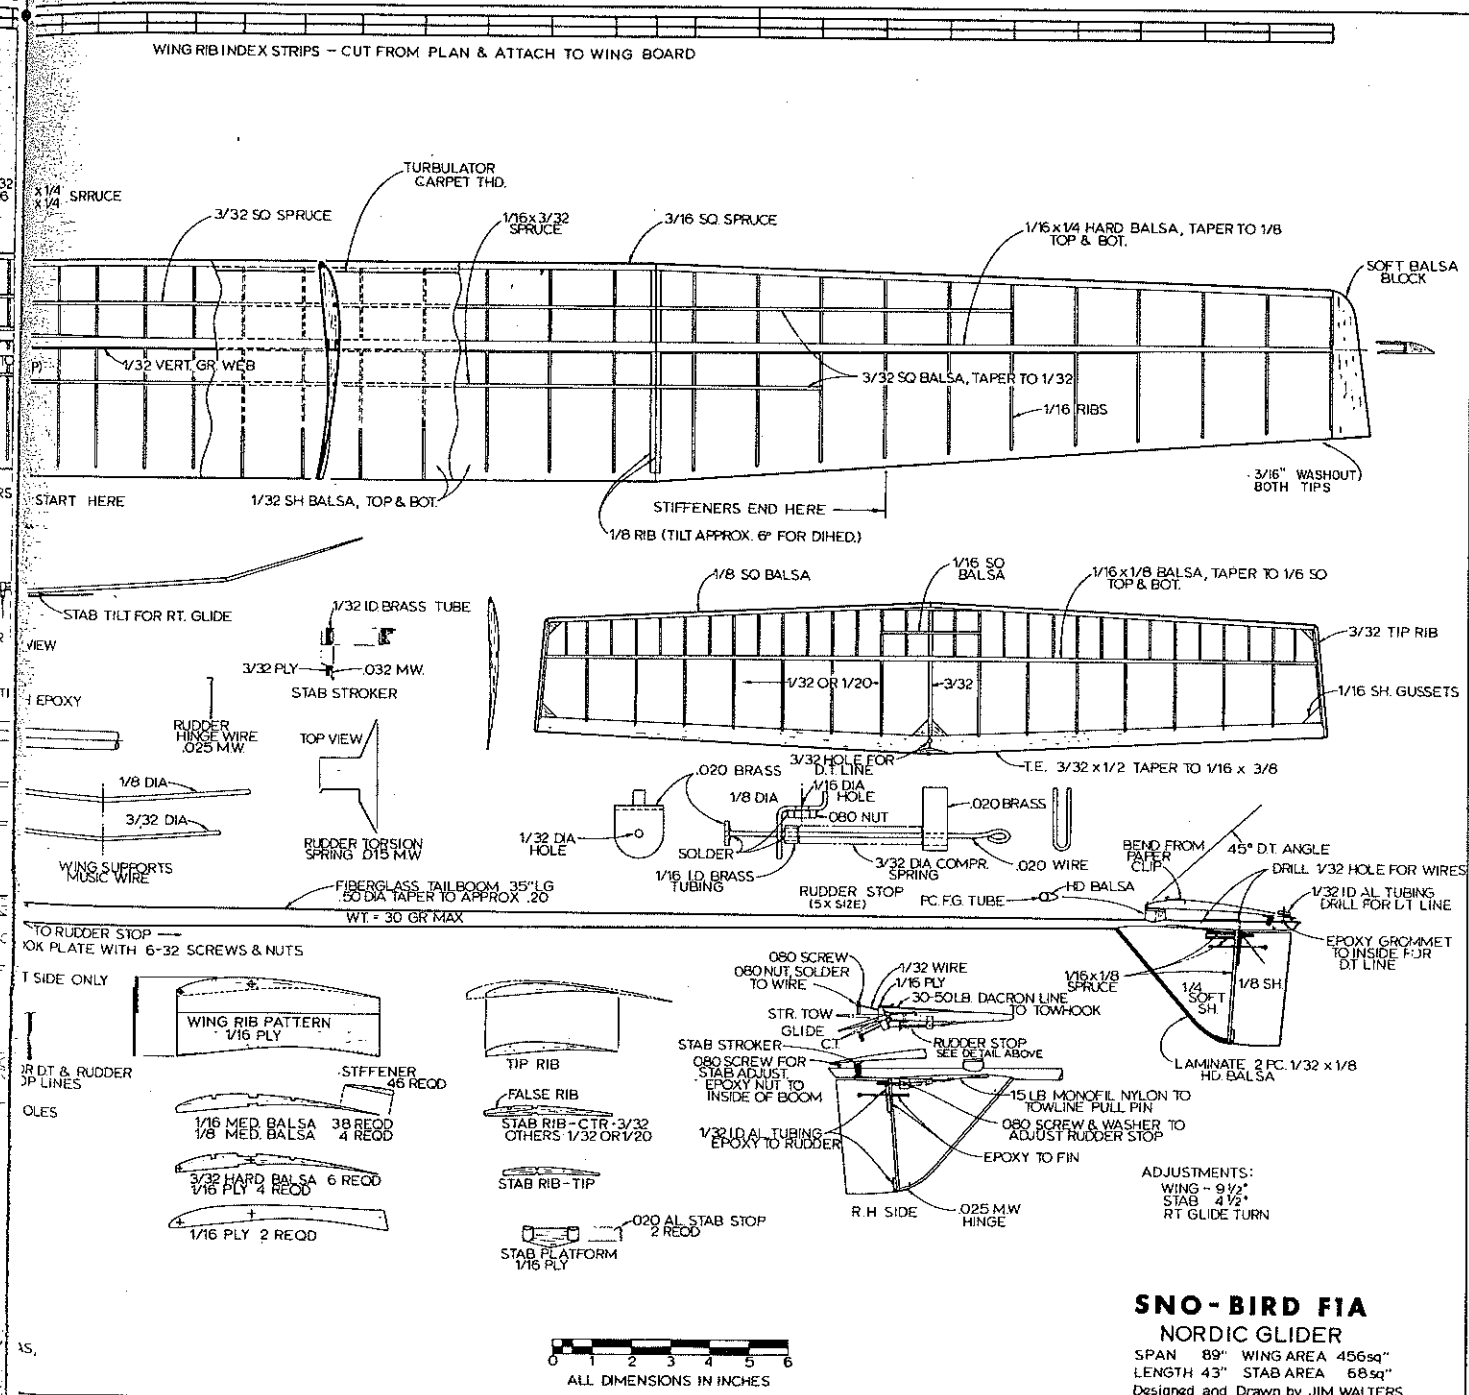 WING RIB INDEX STRIPS - CUT FROM PLAN & ATTACH TO WING BOARD
x 1/4 SRRUCE
x 1/4
3/32 SQ SPRUCE
TURBULATOR
CARPET THD.
1/16 x 3/32
SPRUCE
3/16 SQ. SPRUCE
1/16 x 1/4 HARD BALSA, TAPER TO 1/8
TOP & BOT.
SOFT BALSA
BLOCK
1/32 VERT. GR. WEB
3/32 SQ BALSA, TAPER TO 1/32
1/16 RIBS
START HERE
1/32 SH BALSA, TOP & BOT.
STIFFENERS END HERE
3/16" WASHOUT
BOTH TIPS
1/8 RIB (TILT APPROX. 6° FOR DIHED.)
STAB TILT FOR RT. GLIDE
VIEW
1/32 ID BRASS TUBE
3/32 PLY
.032 MW.
STAB STROKER
1/8 SQ BALSA
1/16 SQ
BALSA
1/16 x 1/8 BALSA, TAPER TO 1/6 SQ
TOP & BOT.
3/32 TIP RIB
1/32 OR 1/20
3/32
1/16 SH. GUSSETS
EPOXY
RUDDER
HINGE WIRE
.025 MW
TOP VIEW
3/32 HOLE FOR
D.T. LINE
T.E. 3/32 x 1/2 TAPER TO 1/16 x 3/8
1/8 DIA
3/32 DIA
WING SUPPORTS
MUSIC WIRE
RUDDER TORSION
SPRING .015 MW
.020 BRASS
1/32 DIA
HOLE
1/8 DIA
1/16 DIA
HOLE
080 NUT
.020 BRASS
SOLDER
1/16 I.D. BRASS
TUBING
3/32 DIA COMPR.
SPRING
.020 WIRE
RUDDER STOP
(5 x SIZE)
BEND FROM
PAPER
CLIP
45° D.T. ANGLE
DRILL 1/32 HOLE FOR WIRES
HD BALSA
PC. F.G. TUBE
1/32 ID AL TUBING
DRILL FOR D.T LINE
FIBERGLASS TAILBOOM 35" LG
.50 DIA TAPER TO APPROX .20
WT. = 30 GR MAX
TO RUDDER STOP
OK PLATE WITH 6-32 SCREWS & NUTS
EPOXY GROMMET
TO INSIDE FOR
D.T LINE
T SIDE ONLY
080 SCREW
080 NUT, SOLDER
TO WIRE
1/32 WIRE
1/16 PLY
30-50 LB. DACRON LINE
TO TOWHOOK
STR. TOW
GLIDE
C.T.
RUDDER STOP
SEE DETAIL ABOVE
1/16 x 1/8
SPRUCE
1/4
SOFT
SH.
1/8 SH.
LAMINATE 2 PC. 1/32 x 1/8
HD. BALSA
WING RIB PATTERN
1/16 PLY
TIP RIB
STAB STROKER
080 SCREW FOR
STAB ADJUST.
EPOXY NUT TO
INSIDE OF BOOM
OR DT & RUDDER
OP LINES
OLES
STIFFENER
46 REQD
1/16 MED. BALSA 38 REQD
1/8 MED. BALSA 4 REQD
FALSE RIB
STAB RIB-CTR-3/32
OTHERS 1/32 OR 1/20
15 LB MONOFIL NYLON TO
TOWLINE PULL PIN
080 SCREW & WASHER TO
ADJUST RUDDER STOP
1/32 I.D. AL. TUBING
EPOXY TO RUDDER
EPOXY TO FIN
3/32 HARD BALSA 6 REQD
1/16 PLY 4 REQD
STAB RIB-TIP
R.H SIDE
.025 M.W
HINGE
ADJUSTMENTS:
WING - 9 1/2°
STAB 4 1/2°
RT GLIDE TURN
1/16 PLY 2 REQD
.020 AL. STAB STOP
2 REQD
STAB PLATFORM
1/16 PLY
0 1 2 3 4 5 6
ALL DIMENSIONS IN INCHES
SNO-BIRD F1A
NORDIC GLIDER
SPAN 89" WING AREA 456sq"
LENGTH 43" STAB AREA 68sq"
Designed and Drawn by JIM WALTERS